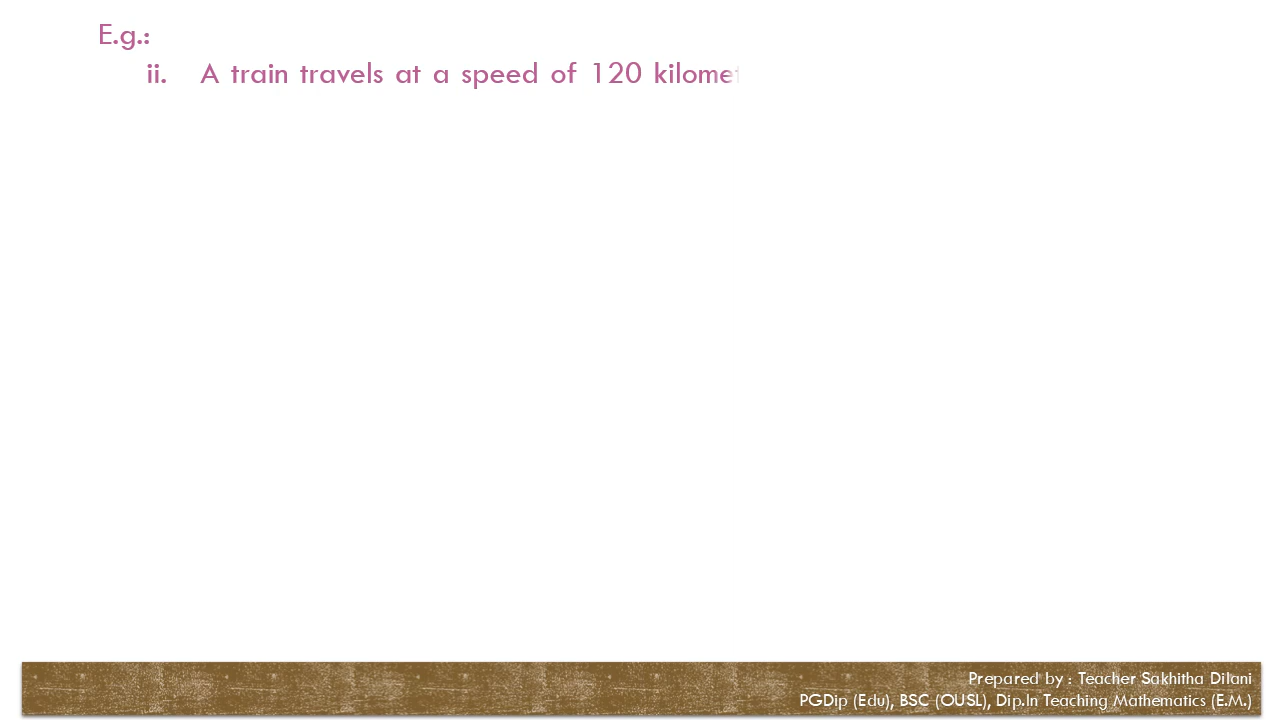 E.g.:
ii. A train travels at a speed of 120
Prepared by : Teacher Sakhitha Dilani
PGDip (Edu), BSC (OUSL), Dip.In Teaching Mathematics (E.M.)